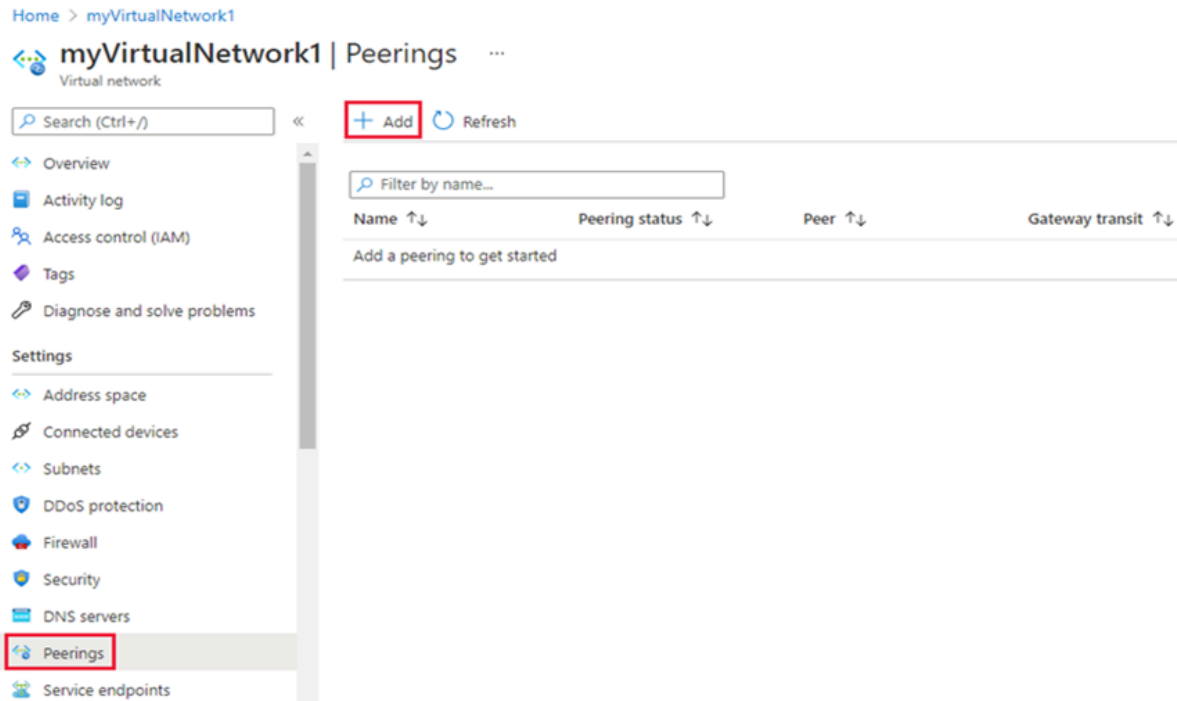 Home > myVirtualNetwork1
myVirtualNetwork1 | Peerings ...
Virtual network
Search (Ctrl+/)
«
Overview
Activity log
Access control (IAM)
Tags
Diagnose and solve problems
Settings
Address space
Connected devices
Subnets
DDoS protection
Firewall
Security
DNS servers
Peerings
Service endpoints
+ Add Refresh
Filter by name...
Name ↑↓ Peering status ↑↓ Peer ↑↓ Gateway transit ↑↓
Add a peering to get started